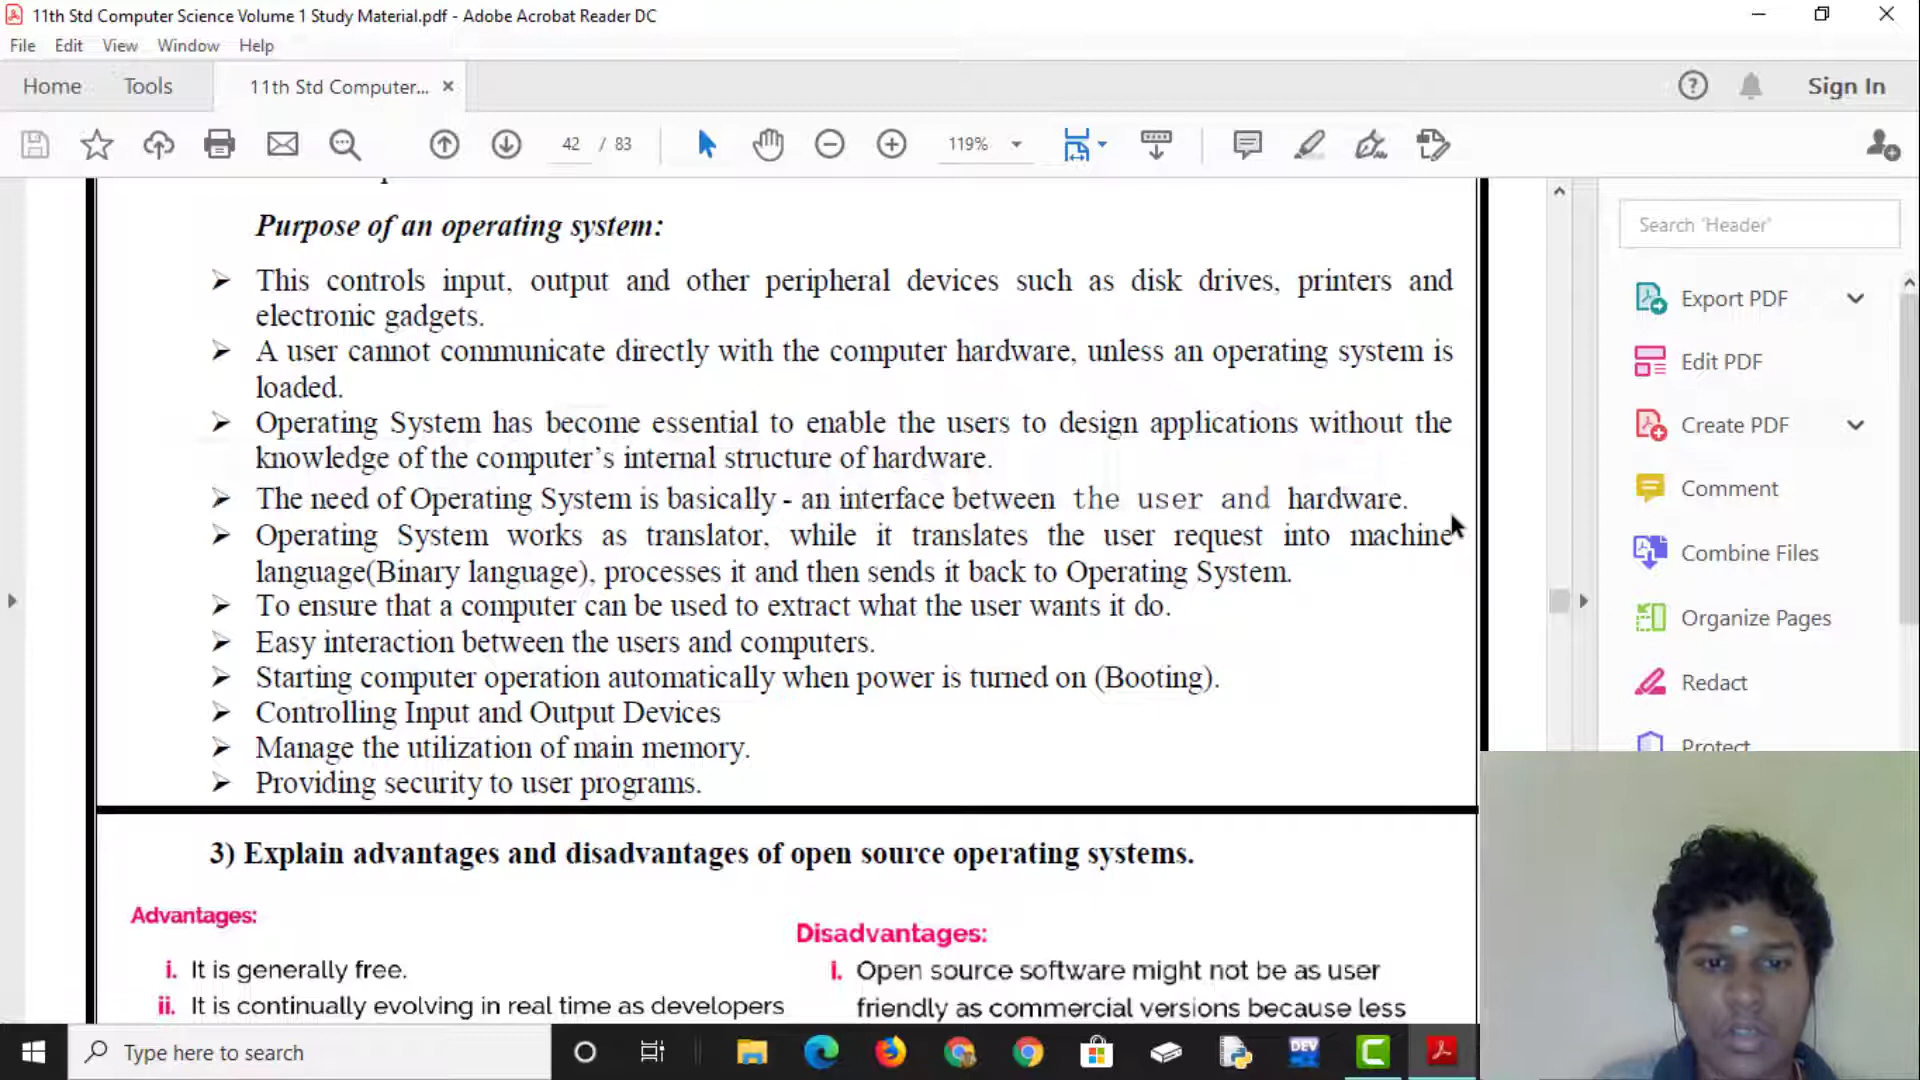 11th Std Computer Science Volume 1 Study Material.pdf - Adobe Acrobat Reader DC
File Edit View Window Help
Home Tools 11th Std Computer... × Sign In
42 / 83 119%
Purpose of an operating system:
➢ This controls input, output and other peripheral devices such as disk drives, printers and
electronic gadgets.
➢ A user cannot communicate directly with the computer hardware, unless an operating system is
loaded.
➢ Operating System has become essential to enable the users to design applications without the
knowledge of the computer’s internal structure of hardware.
➢ The need of Operating System is basically - an interface between the user and hardware.
➢ Operating System works as translator, while it translates the user request into machine
language(Binary language), processes it and then sends it back to Operating System.
➢ To ensure that a computer can be used to extract what the user wants it do.
➢ Easy interaction between the users and computers.
➢ Starting computer operation automatically when power is turned on (Booting).
➢ Controlling Input and Output Devices
➢ Manage the utilization of main memory.
➢ Providing security to user programs.
3) Explain advantages and disadvantages of open source operating systems.
Advantages:
i. It is generally free.
ii. It is continually evolving in real time as developers
Disadvantages:
i. Open source software might not be as user
friendly as commercial versions because less
Search 'Header'
Export PDF
Edit PDF
Create PDF
Comment
Combine Files
Organize Pages
Redact
Protect
Type here to search
DEV